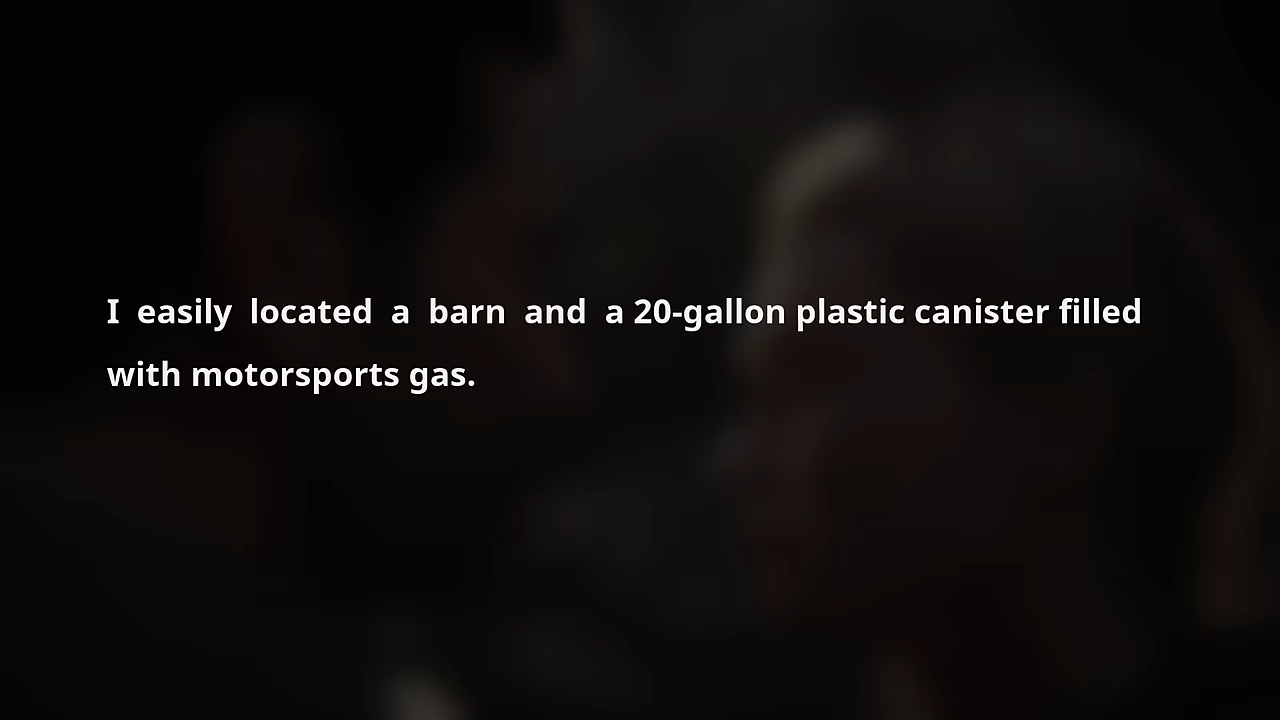 I easily located a barn and a 20-gallon plastic canister filled
with motorsports gas.